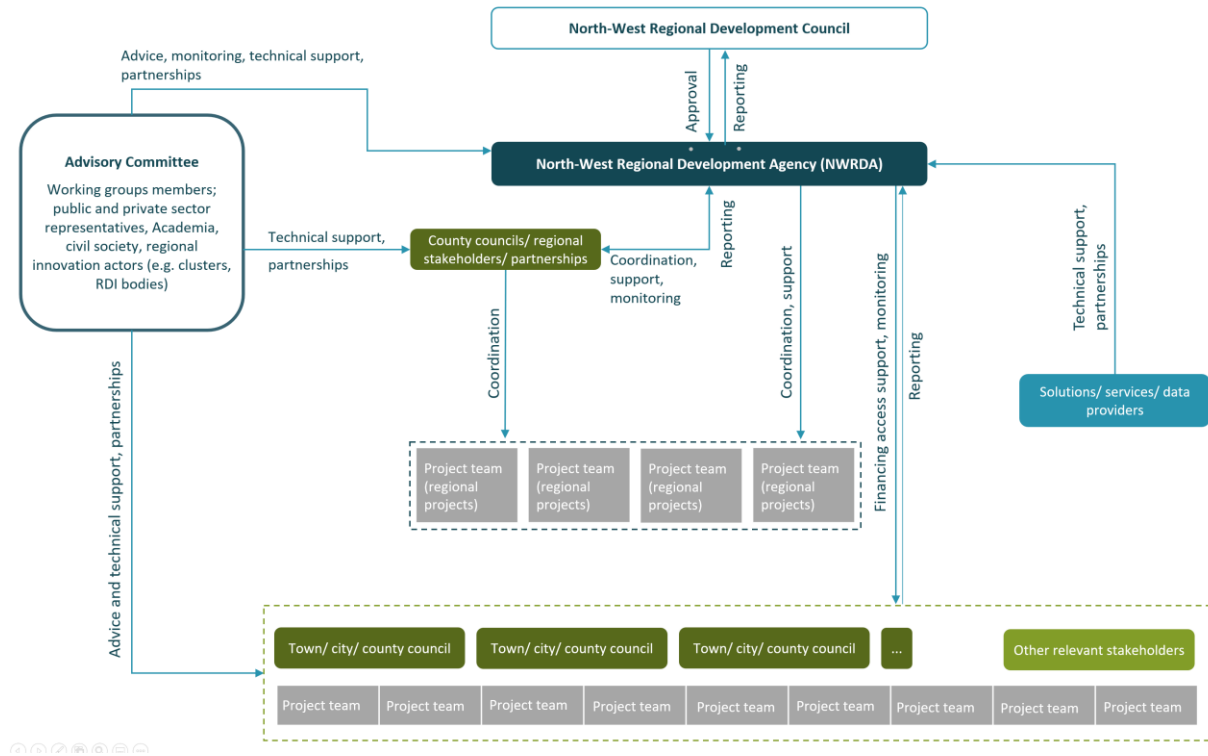 North-West Regional Development Council
Advice, monitoring, technical support,
partnerships
Approval
Reporting
Advisory Committee
Working groups members;
public and private sector
representatives, Academia,
civil society, regional
innovation actors (e.g. clusters,
RDI bodies)
North-West Regional Development Agency (NWRDA)
Technical support,
partnerships
County councils/ regional
stakeholders/ partnerships
Coordination,
support,
monitoring
Reporting
Coordination
Coordination, support
Financing access support, monitoring
Reporting
Technical support,
partnerships
Solutions/ services/ data
providers
Project team
(regional
projects)
Project team
(regional
projects)
Project team
(regional
projects)
Project team
(regional
projects)
Advice and technical support, partnerships
Town/ city/ county council
Town/ city/ county council
Town/ city/ county council
...
Other relevant stakeholders
Project team
Project team
Project team
Project team
Project team
Project team
Project team
Project team
Project team